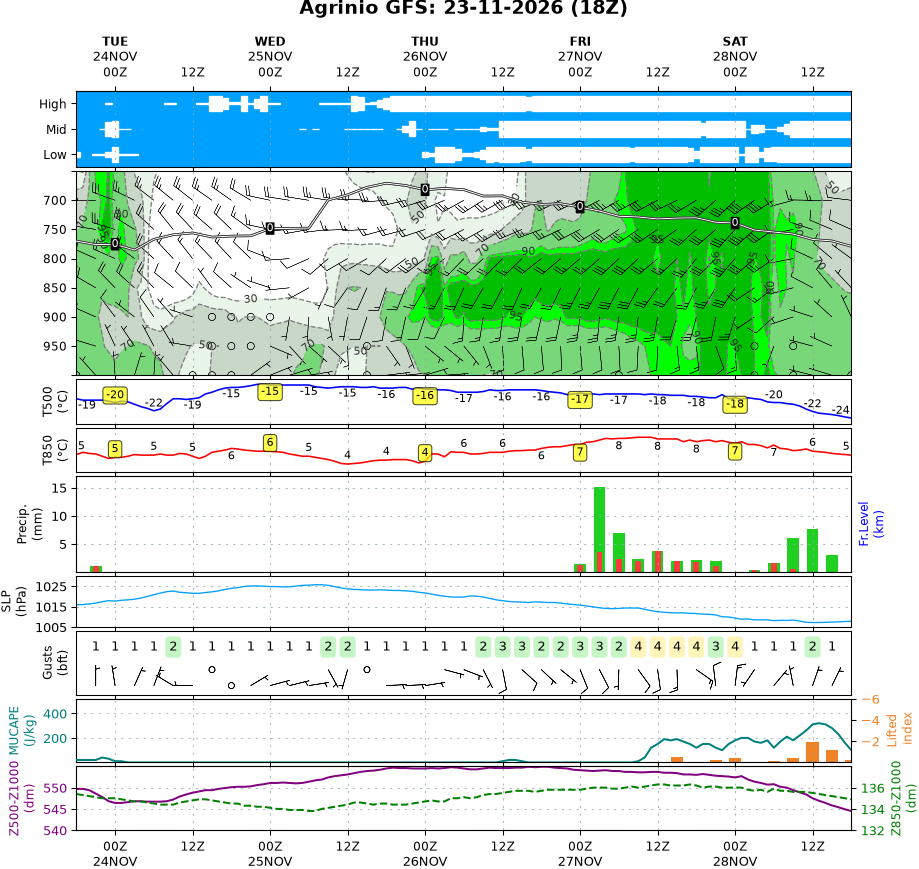 Agrinio GFS: 23-11-2026 (18Z)
TUE WED THU FRI SAT
24NOV 25NOV 26NOV 27NOV 28NOV
00Z 12Z 00Z 12Z 00Z 12Z 00Z 12Z 00Z 12Z
High
Mid
Low
700
750
800
850
900
950
0 0 0 0 0
30 50 50 50 50 50 70 70 70 70 90
T500 (°C)
-19 -20 -22 -19 -15 -15 -15 -15 -16 -16 -17 -16 -16 -17 -17 -18 -18 -18 -20 -22 -24
T850 (°C)
5 5 5 5 6 6 5 4 4 4 6 6 6 7 8 8 8 7 7 6 5
Precip. (mm)
15
10
5
Fr.Level (km)
SLP (hPa)
1025
1015
1005
Gusts (bft)
1 1 1 1 2 1 1 1 1 1 1 1 2 2 1 1 1 1 1 1 2 3 3 2 2 3 3 2 4 4 4 4 3 4 1 1 1 2 1
MUCAPE (J/kg)
400
200
−6
−4
−2
Lifted index
Z500-Z1000 (dm)
550
545
540
136
134
132
Z850-Z1000 (dm)
00Z 12Z 00Z 12Z 00Z 12Z 00Z 12Z 00Z 12Z
24NOV 25NOV 26NOV 27NOV 28NOV